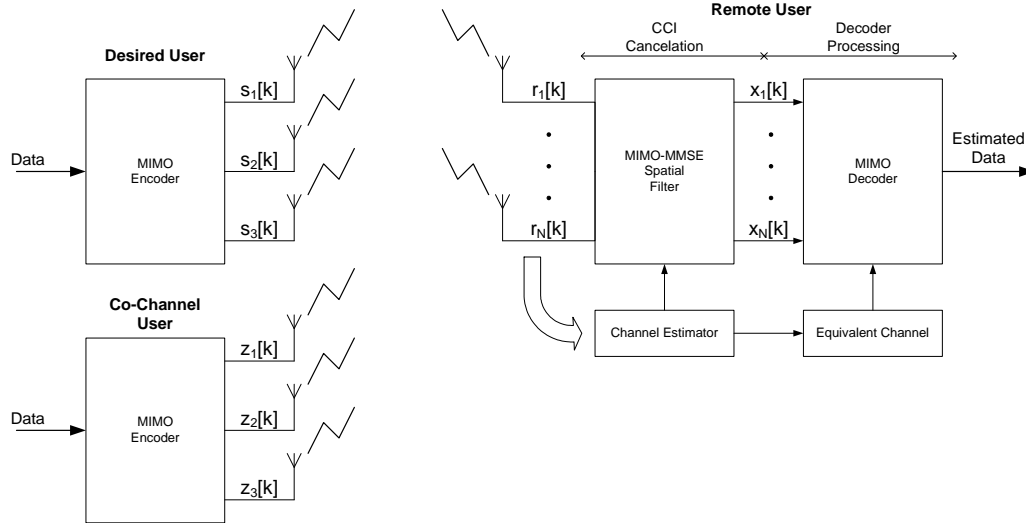 Desired User
Data
MIMO
Encoder
s1[k]
s2[k]
s3[k]
Co-Channel
User
Data
MIMO
Encoder
z1[k]
z2[k]
z3[k]
Remote User
CCI
Cancelation
Decoder
Processing
r1[k]
rN[k]
MIMO-MMSE
Spatial
Filter
x1[k]
xN[k]
MIMO
Decoder
Estimated
Data
Channel Estimator
Equivalent Channel